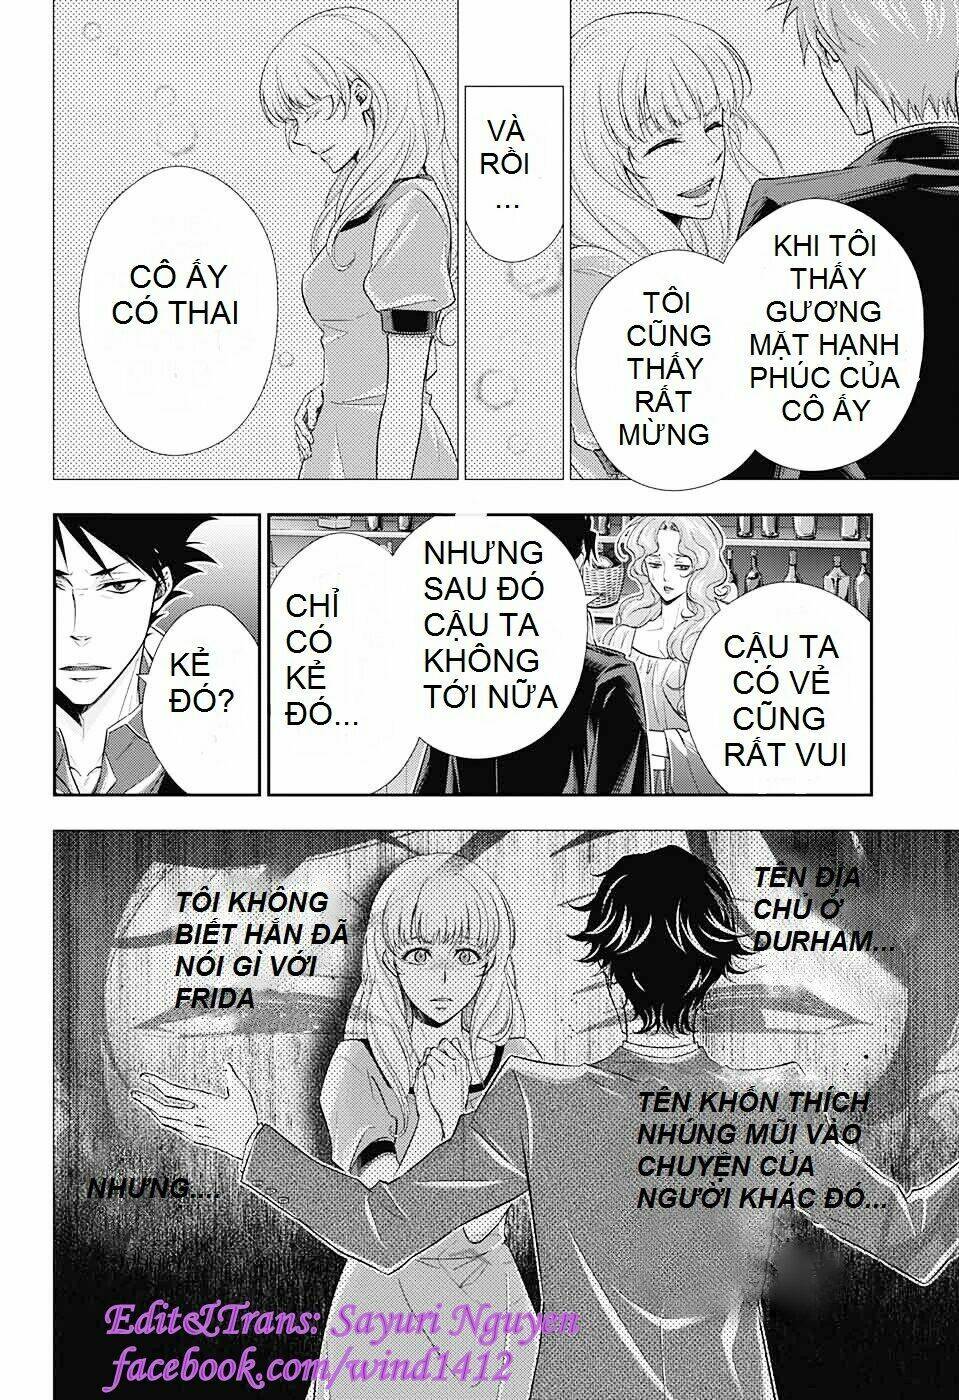 KHI TÔI
THẤY
GƯƠNG
MẶT HẠNH
PHÚC CỦA
CÔ ẤY
TÔI
CŨNG
THẤY
RẤT
MỪNG
VÀ
RỒI
...
CÔ ẤY
CÓ THAI
CẬU TA
CÓ VẺ
CŨNG
RẤT VUI
NHƯNG
SAU ĐÓ
CẬU TA
KHÔNG
TỚI NỮA
CHỈ
CÓ
KẺ
ĐÓ...
KẺ
ĐÓ?
TÊN ĐỊA
CHỦ Ở
DURHAM...
TÊN KHỐN THÍCH
NHÚNG MŨI VÀO
CHUYỆN CỦA
NGƯỜI KHÁC ĐÓ...
TÔI KHÔNG
BIẾT HẮN ĐÃ
NÓI GÌ VỚI
FRIDA
NHƯNG....
Edit&Trans: Sayuri Nguyen
facebook.com/wind1412